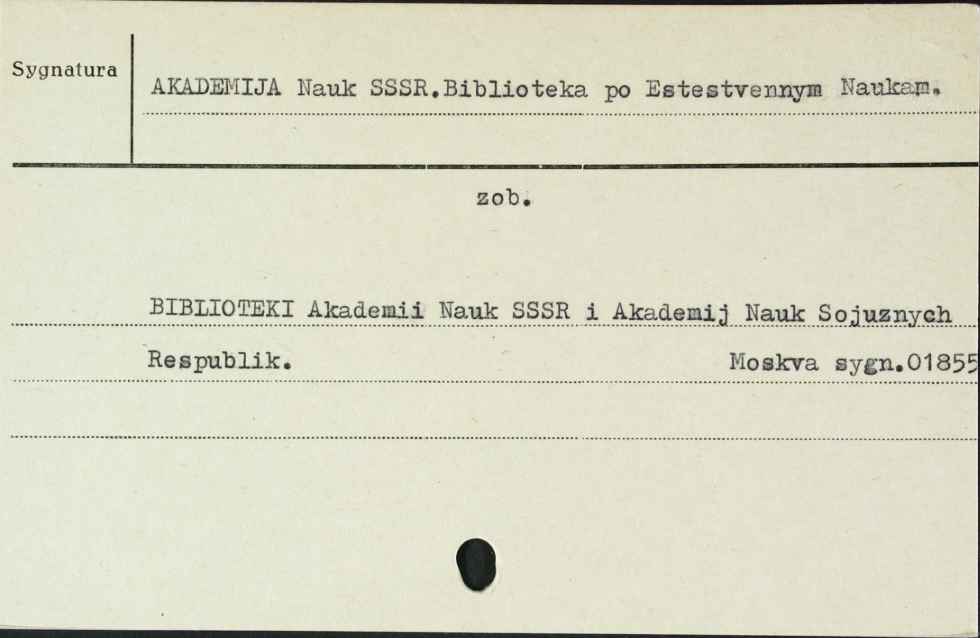 Sygnatura
AKADEMIJA Nauk SSSR.Biblioteka po Estestvennym Naukam.
zob.
BIBLIOTEKI Akademii Nauk SSSR i Akademij Nauk Sojuznych
Respublik. Moskva sygn.01855